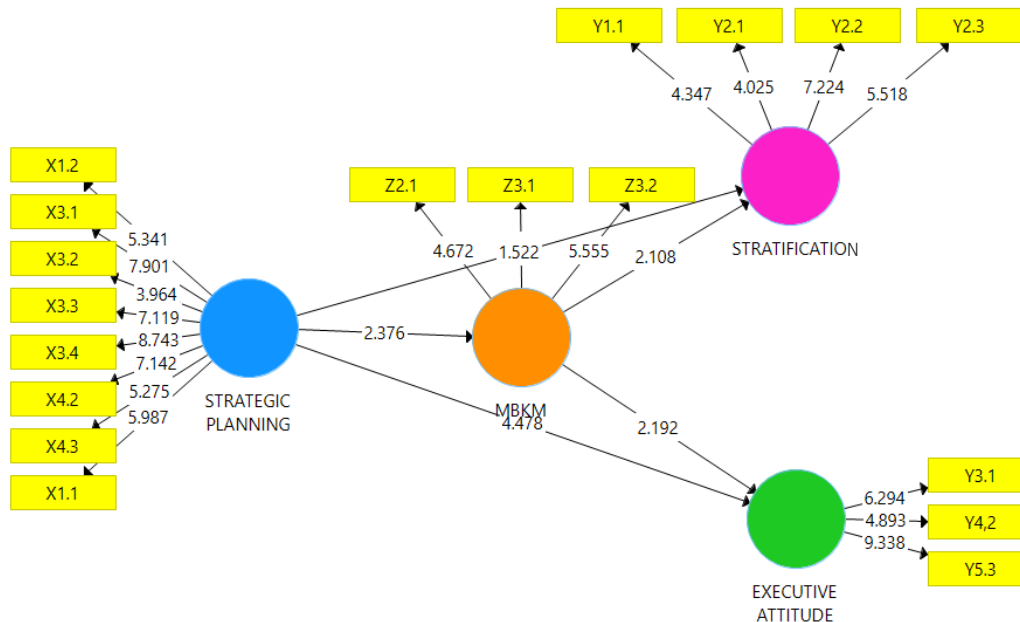 Y1.1
Y2.1
Y2.2
Y2.3
4.347
4.025
7.224
5.518
STRATIFICATION
X1.2
X3.1
X3.2
X3.3
X3.4
X4.2
X4.3
X1.1
5.341
7.901
3.964
7.119
8.743
7.142
5.275
5.987
STRATEGIC
PLANNING
Z2.1
Z3.1
Z3.2
4.672
1.522
5.555
2.108
2.376
MBKM
4.478
2.192
6.294
4.893
9.338
Y3.1
Y4,2
Y5.3
EXECUTIVE
ATTITUDE